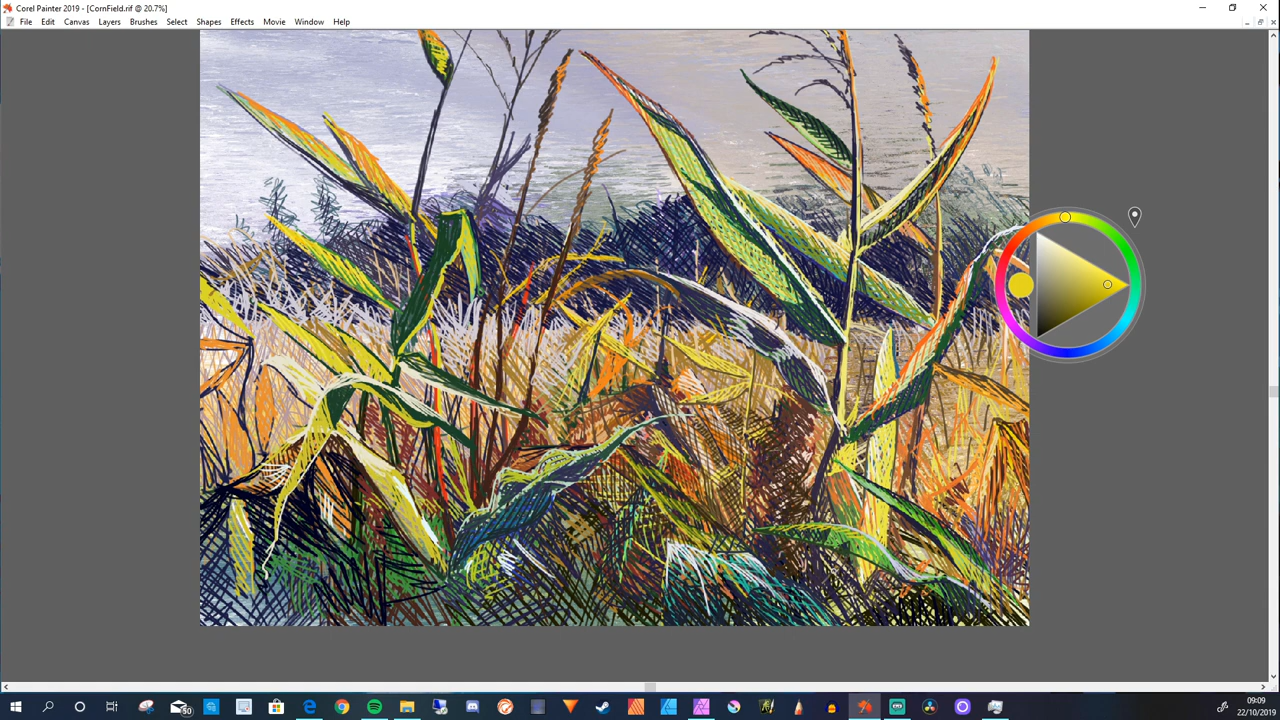 Corel Painter 2019 - [CornField.rif @ 20.7%]
File Edit Canvas Layers Brushes Select Shapes Effects Movie Window Help
50
09:09
22/10/2019